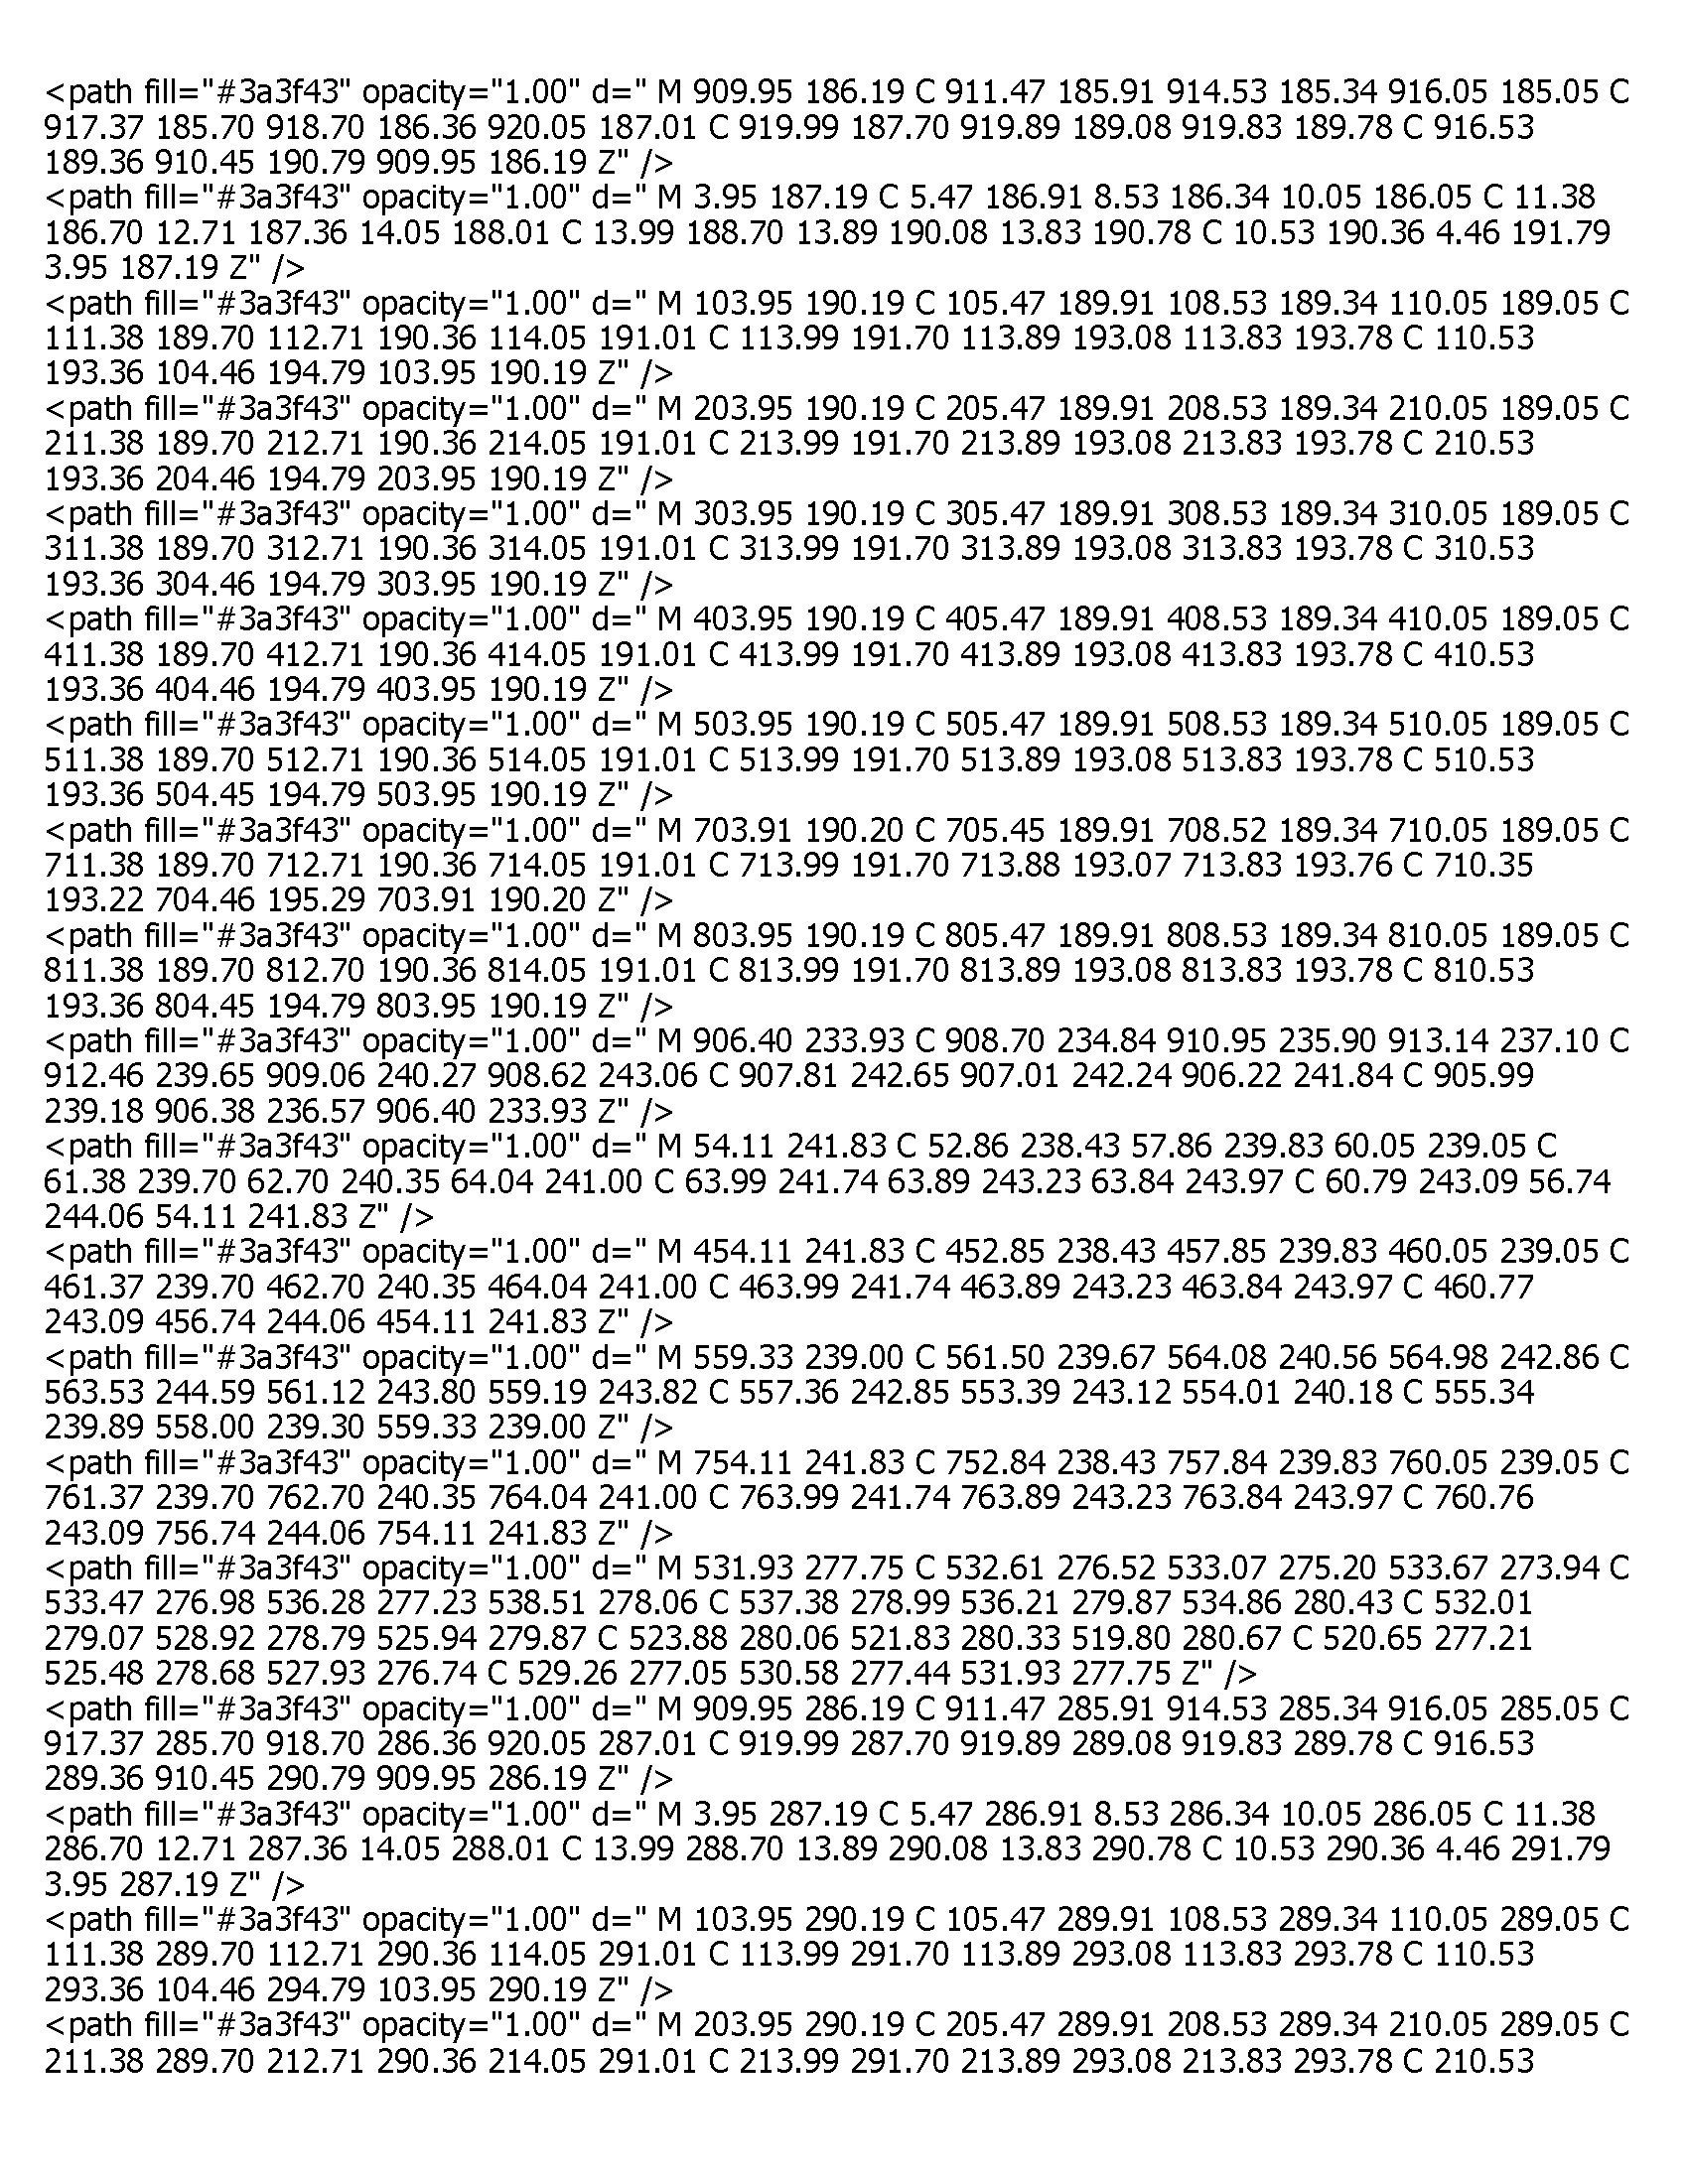 <path fill="#3a3f43" opacity="1.00" d=" M 909.95 186.19 C 911.47 185.91 914.53 185.34 916.05 185.05 C
917.37 185.70 918.70 186.36 920.05 187.01 C 919.99 187.70 919.89 189.08 919.83 189.78 C 916.53
189.36 910.45 190.79 909.95 186.19 Z" />
<path fill="#3a3f43" opacity="1.00" d=" M 3.95 187.19 C 5.47 186.91 8.53 186.34 10.05 186.05 C 11.38
186.70 12.71 187.36 14.05 188.01 C 13.99 188.70 13.89 190.08 13.83 190.78 C 10.53 190.36 4.46 191.79
3.95 187.19 Z" />
<path fill="#3a3f43" opacity="1.00" d=" M 103.95 190.19 C 105.47 189.91 108.53 189.34 110.05 189.05 C
111.38 189.70 112.71 190.36 114.05 191.01 C 113.99 191.70 113.89 193.08 113.83 193.78 C 110.53
193.36 104.46 194.79 103.95 190.19 Z" />
<path fill="#3a3f43" opacity="1.00" d=" M 203.95 190.19 C 205.47 189.91 208.53 189.34 210.05 189.05 C
211.38 189.70 212.71 190.36 214.05 191.01 C 213.99 191.70 213.89 193.08 213.83 193.78 C 210.53
193.36 204.46 194.79 203.95 190.19 Z" />
<path fill="#3a3f43" opacity="1.00" d=" M 303.95 190.19 C 305.47 189.91 308.53 189.34 310.05 189.05 C
311.38 189.70 312.71 190.36 314.05 191.01 C 313.99 191.70 313.89 193.08 313.83 193.78 C 310.53
193.36 304.46 194.79 303.95 190.19 Z" />
<path fill="#3a3f43" opacity="1.00" d=" M 403.95 190.19 C 405.47 189.91 408.53 189.34 410.05 189.05 C
411.38 189.70 412.71 190.36 414.05 191.01 C 413.99 191.70 413.89 193.08 413.83 193.78 C 410.53
193.36 404.46 194.79 403.95 190.19 Z" />
<path fill="#3a3f43" opacity="1.00" d=" M 503.95 190.19 C 505.47 189.91 508.53 189.34 510.05 189.05 C
511.38 189.70 512.71 190.36 514.05 191.01 C 513.99 191.70 513.89 193.08 513.83 193.78 C 510.53
193.36 504.45 194.79 503.95 190.19 Z" />
<path fill="#3a3f43" opacity="1.00" d=" M 703.91 190.20 C 705.45 189.91 708.52 189.34 710.05 189.05 C
711.38 189.70 712.71 190.36 714.05 191.01 C 713.99 191.70 713.88 193.07 713.83 193.76 C 710.35
193.22 704.46 195.29 703.91 190.20 Z" />
<path fill="#3a3f43" opacity="1.00" d=" M 803.95 190.19 C 805.47 189.91 808.53 189.34 810.05 189.05 C
811.38 189.70 812.70 190.36 814.05 191.01 C 813.99 191.70 813.89 193.08 813.83 193.78 C 810.53
193.36 804.45 194.79 803.95 190.19 Z" />
<path fill="#3a3f43" opacity="1.00" d=" M 906.40 233.93 C 908.70 234.84 910.95 235.90 913.14 237.10 C
912.46 239.65 909.06 240.27 908.62 243.06 C 907.81 242.65 907.01 242.24 906.22 241.84 C 905.99
239.18 906.38 236.57 906.40 233.93 Z" />
<path fill="#3a3f43" opacity="1.00" d=" M 54.11 241.83 C 52.86 238.43 57.86 239.83 60.05 239.05 C
61.38 239.70 62.70 240.35 64.04 241.00 C 63.99 241.74 63.89 243.23 63.84 243.97 C 60.79 243.09 56.74
244.06 54.11 241.83 Z" />
<path fill="#3a3f43" opacity="1.00" d=" M 454.11 241.83 C 452.85 238.43 457.85 239.83 460.05 239.05 C
461.37 239.70 462.70 240.35 464.04 241.00 C 463.99 241.74 463.89 243.23 463.84 243.97 C 460.77
243.09 456.74 244.06 454.11 241.83 Z" />
<path fill="#3a3f43" opacity="1.00" d=" M 559.33 239.00 C 561.50 239.67 564.08 240.56 564.98 242.86 C
563.53 244.59 561.12 243.80 559.19 243.82 C 557.36 242.85 553.39 243.12 554.01 240.18 C 555.34
239.89 558.00 239.30 559.33 239.00 Z" />
<path fill="#3a3f43" opacity="1.00" d=" M 754.11 241.83 C 752.84 238.43 757.84 239.83 760.05 239.05 C
761.37 239.70 762.70 240.35 764.04 241.00 C 763.99 241.74 763.89 243.23 763.84 243.97 C 760.76
243.09 756.74 244.06 754.11 241.83 Z" />
<path fill="#3a3f43" opacity="1.00" d=" M 531.93 277.75 C 532.61 276.52 533.07 275.20 533.67 273.94 C
533.47 276.98 536.28 277.23 538.51 278.06 C 537.38 278.99 536.21 279.87 534.86 280.43 C 532.01
279.07 528.92 278.79 525.94 279.87 C 523.88 280.06 521.83 280.33 519.80 280.67 C 520.65 277.21
525.48 278.68 527.93 276.74 C 529.26 277.05 530.58 277.44 531.93 277.75 Z" />
<path fill="#3a3f43" opacity="1.00" d=" M 909.95 286.19 C 911.47 285.91 914.53 285.34 916.05 285.05 C
917.37 285.70 918.70 286.36 920.05 287.01 C 919.99 287.70 919.89 289.08 919.83 289.78 C 916.53
289.36 910.45 290.79 909.95 286.19 Z" />
<path fill="#3a3f43" opacity="1.00" d=" M 3.95 287.19 C 5.47 286.91 8.53 286.34 10.05 286.05 C 11.38
286.70 12.71 287.36 14.05 288.01 C 13.99 288.70 13.89 290.08 13.83 290.78 C 10.53 290.36 4.46 291.79
3.95 287.19 Z" />
<path fill="#3a3f43" opacity="1.00" d=" M 103.95 290.19 C 105.47 289.91 108.53 289.34 110.05 289.05 C
111.38 289.70 112.71 290.36 114.05 291.01 C 113.99 291.70 113.89 293.08 113.83 293.78 C 110.53
293.36 104.46 294.79 103.95 290.19 Z" />
<path fill="#3a3f43" opacity="1.00" d=" M 203.95 290.19 C 205.47 289.91 208.53 289.34 210.05 289.05 C
211.38 289.70 212.71 290.36 214.05 291.01 C 213.99 291.70 213.89 293.08 213.83 293.78 C 210.53